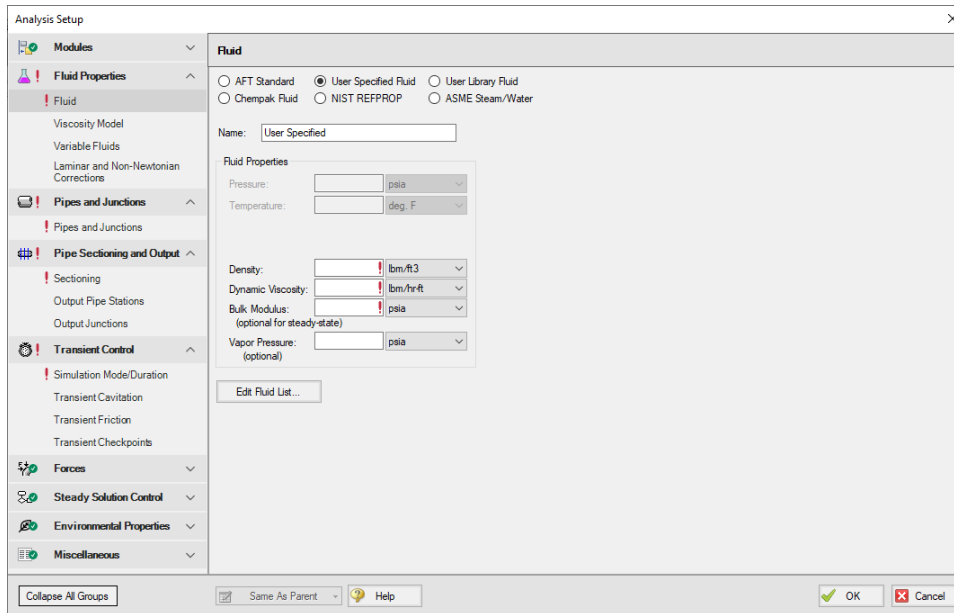 Analysis Setup
Modules
Fluid Properties
Fluid
Viscosity Model
Variable Fluids
Laminar and Non-Newtonian
Corrections
Pipes and Junctions
Pipes and Junctions
Pipe Sectioning and Output
Sectioning
Output Pipe Stations
Output Junctions
Transient Control
Simulation Mode/Duration
Transient Cavitation
Transient Friction
Transient Checkpoints
Forces
Steady Solution Control
Environmental Properties
Miscellaneous
Collapse All Groups
Fluid
AFT Standard User Specified Fluid User Library Fluid
Chempak Fluid NIST REFPROP ASME Steam/Water
Name: User Specified
Fluid Properties
Pressure: psia
Temperature: deg. F
Density: ! lbm/ft3
Dynamic Viscosity: ! lbm/hr-ft
Bulk Modulus: ! psia
(optional for steady-state)
Vapor Pressure: psia
(optional)
Edit Fluid List...
Same As Parent Help OK Cancel